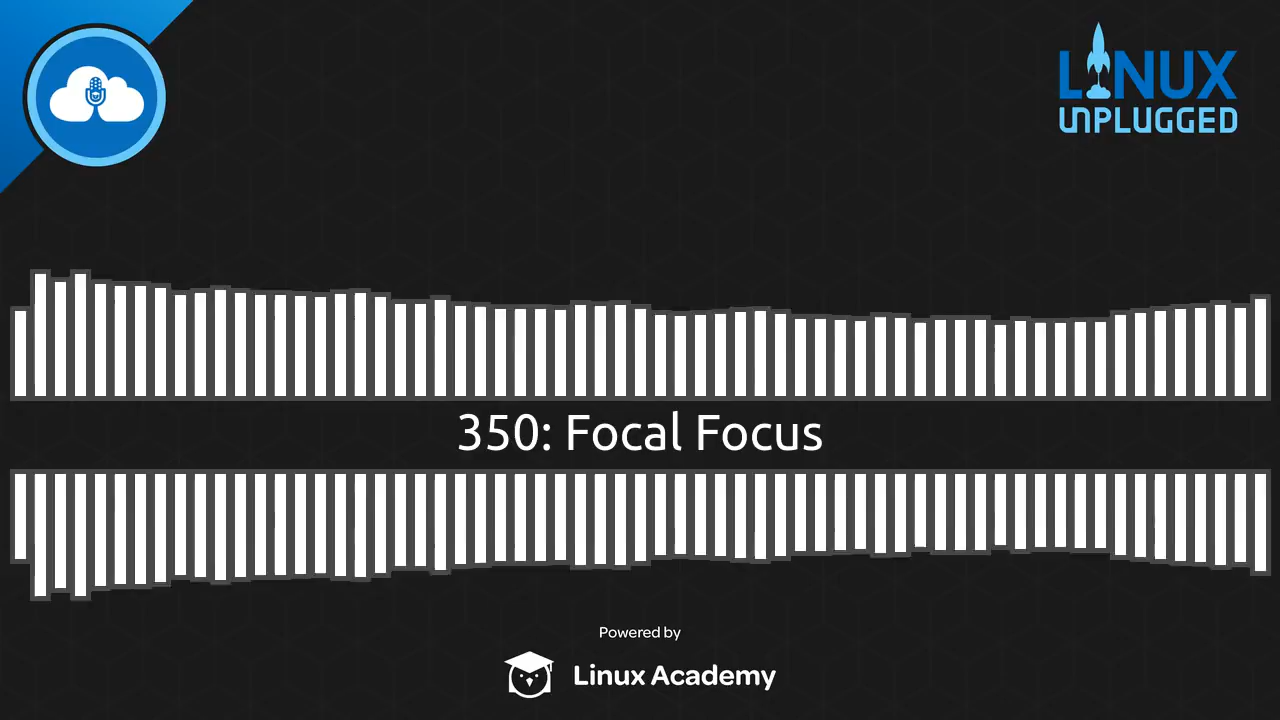 LINUX
UNPLUGGED
350: Focal Focus
Powered by
Linux Academy